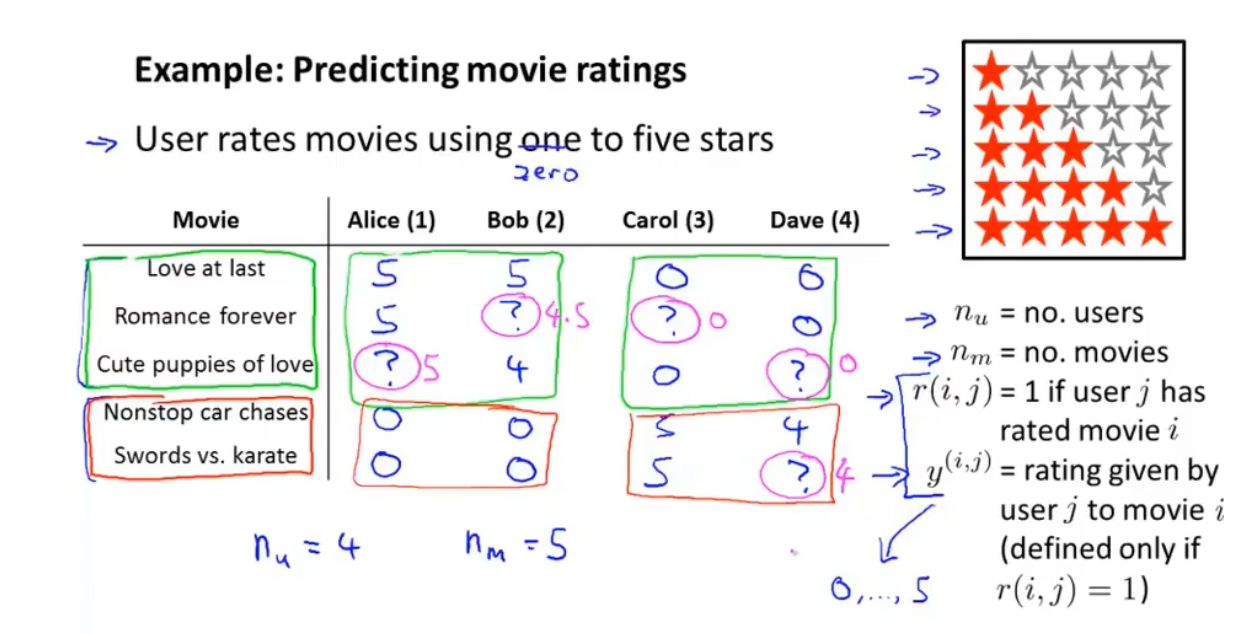 Example: Predicting movie ratings
→ User rates movies using one to five stars
zero
Movie Alice (1) Bob (2) Carol (3) Dave (4)
Love at last 5 5 0 0
Romance forever 5 ? 4.5 ? 0 0
Cute puppies of love ? 5 4 0 ? 0
Nonstop car chases 0 0 5 4
Swords vs. karate 0 0 5 ? 4
n_u = 4 n_m = 5
→ n_u = no. users
→ n_m = no. movies
→ r(i, j) = 1 if user j has
rated movie i
→ y^(i,j) = rating given by
user j to movie i
(defined only if
r(i, j) = 1)
0,..., 5